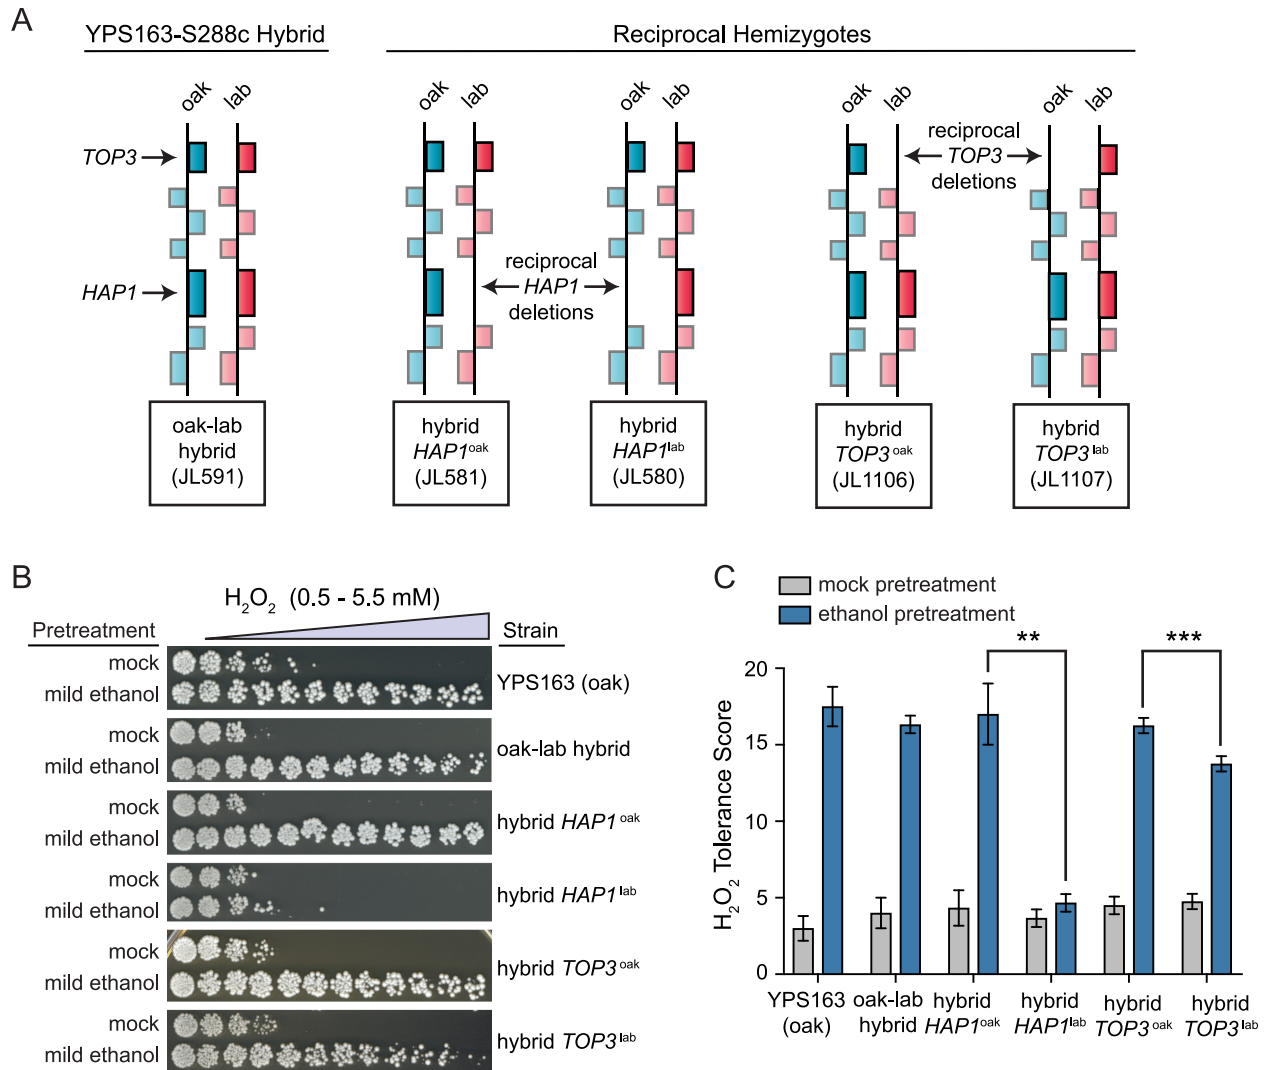 A
YPS163-S288c Hybrid
Reciprocal Hemizygotes
oak lab
oak lab
oak lab
oak lab
oak lab
TOP3
HAP1
reciprocal
HAP1
deletions
reciprocal
TOP3
deletions
oak-lab
hybrid
(JL591)
hybrid
HAP1oak
(JL581)
hybrid
HAP1lab
(JL580)
hybrid
TOP3oak
(JL1106)
hybrid
TOP3lab
(JL1107)
B
H2O2 (0.5 - 5.5 mM)
Pretreatment
Strain
mock
mild ethanol
YPS163 (oak)
mock
mild ethanol
oak-lab hybrid
mock
mild ethanol
hybrid HAP1oak
mock
mild ethanol
hybrid HAP1lab
mock
mild ethanol
hybrid TOP3oak
mock
mild ethanol
hybrid TOP3lab
C
mock pretreatment
ethanol pretreatment
** ***
H2O2 Tolerance Score
20
15
10
5
0
YPS163
(oak)
oak-lab
hybrid
hybrid
HAP1oak
hybrid
HAP1lab
hybrid
TOP3oak
hybrid
TOP3lab